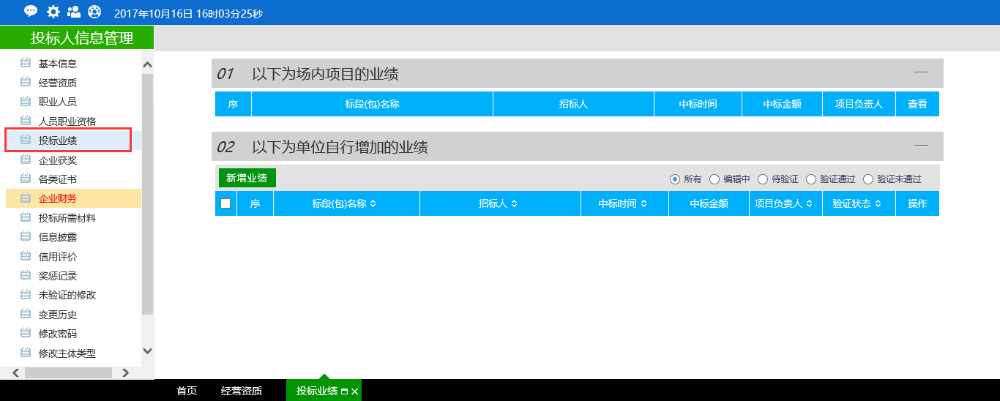 2017年10月16日 16时03分25秒
投标人信息管理
基本信息
经营资质
职业人员
人员职业资格
投标业绩
企业获奖
各类证书
企业财务
投标所需材料
信息披露
信用评价
奖惩记录
未验证的修改
变更历史
修改密码
修改主体类型
01 以下为场内项目的业绩
序 标段(包)名称 招标人 中标时间 中标金额 项目负责人 查看
02 以下为单位自行增加的业绩
新增业绩 所有 编辑中 待验证 验证通过 验证未通过
序 标段(包)名称 招标人 中标时间 中标金额 项目负责人 验证状态 操作
首页 经营资质 投标业绩